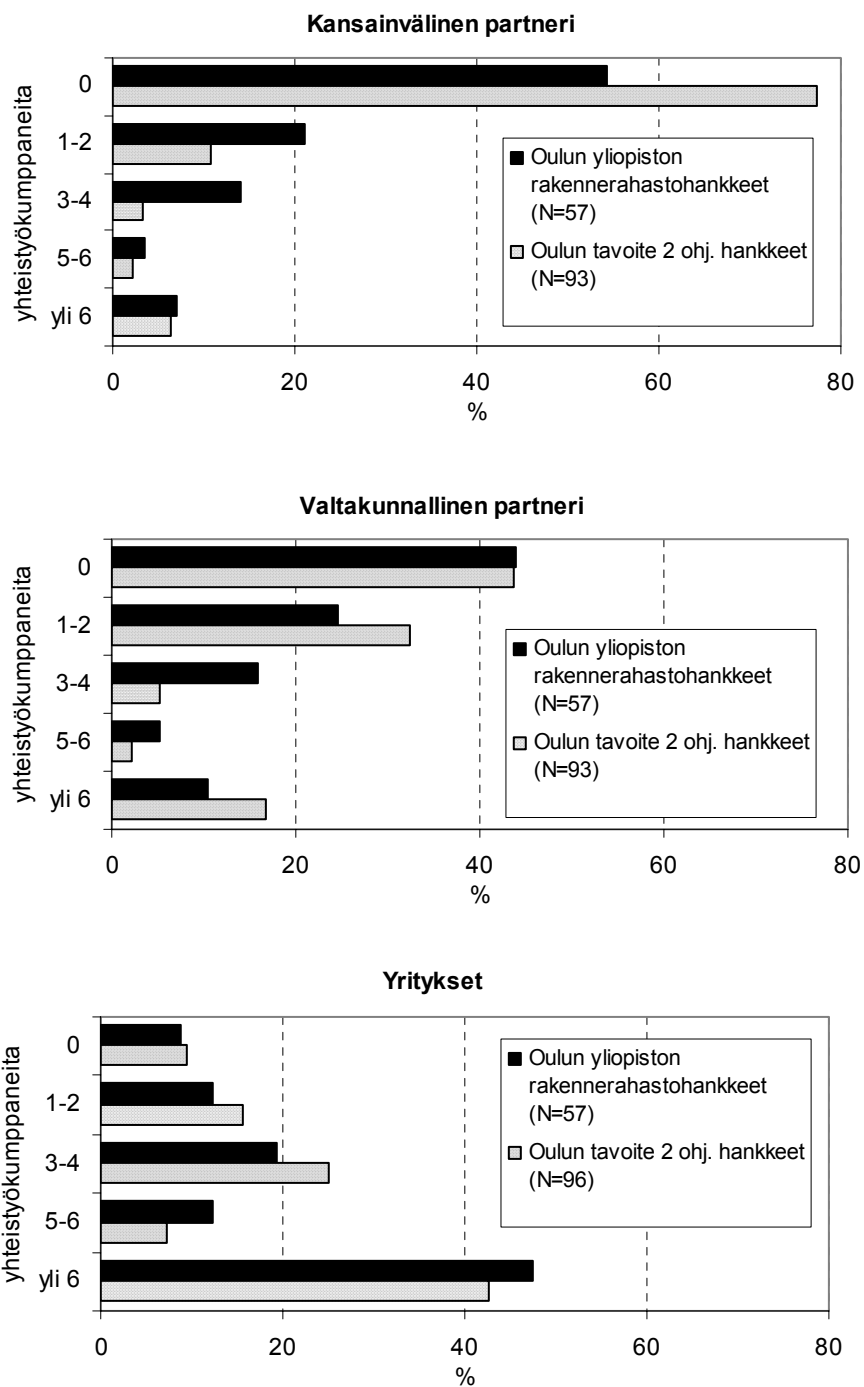 Kansainvälinen partneri
yhteistyökumppaneita
0
1-2
3-4
5-6
yli 6
Oulun yliopiston
rakennerahastohankkeet
(N=57)
Oulun tavoite 2 ohj. hankkeet
(N=93)
0 20 40 60 80
%
Valtakunnallinen partneri
yhteistyökumppaneita
0
1-2
3-4
5-6
yli 6
Oulun yliopiston
rakennerahastohankkeet
(N=57)
Oulun tavoite 2 ohj. hankkeet
(N=93)
0 20 40 60 80
%
Yritykset
yhteistyökumppaneita
0
1-2
3-4
5-6
yli 6
Oulun yliopiston
rakennerahastohankkeet
(N=57)
Oulun tavoite 2 ohj. hankkeet
(N=96)
0 20 40 60 80
%